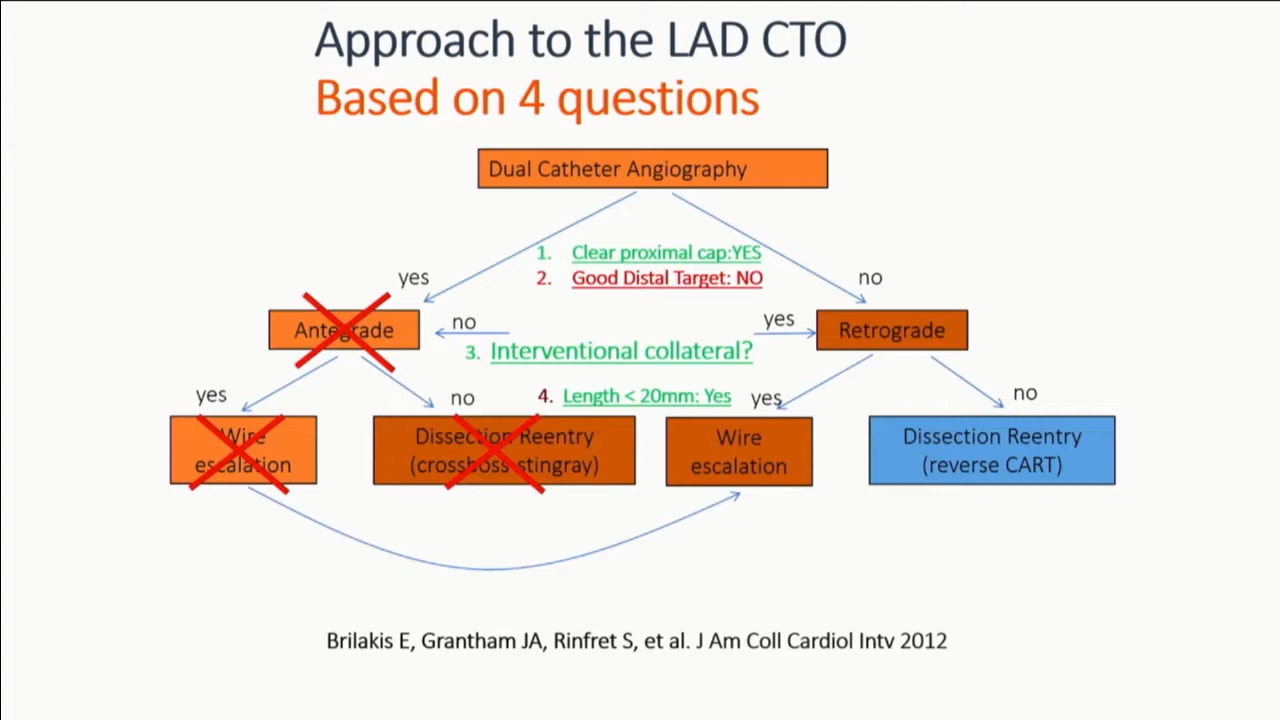 Approach to the LAD CTO
Based on 4 questions
Dual Catheter Angiography
1. Clear proximal cap:YES
2. Good Distal Target: NO
yes
no
Antegrade
no
yes
Retrograde
3. Interventional collateral?
yes
no
4. Length < 20mm: Yes
yes
no
Wire
escalation
Dissection Reentry
(crossboss stingray)
Wire
escalation
Dissection Reentry
(reverse CART)
Brilakis E, Grantham JA, Rinfret S, et al. J Am Coll Cardiol Intv 2012